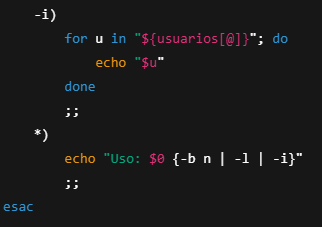 -i)
for u in "${usuarios[@]}"; do
echo "$u"
done
;;
*)
echo "Uso: $0 {-b n | -l | -i}"
;;
esac